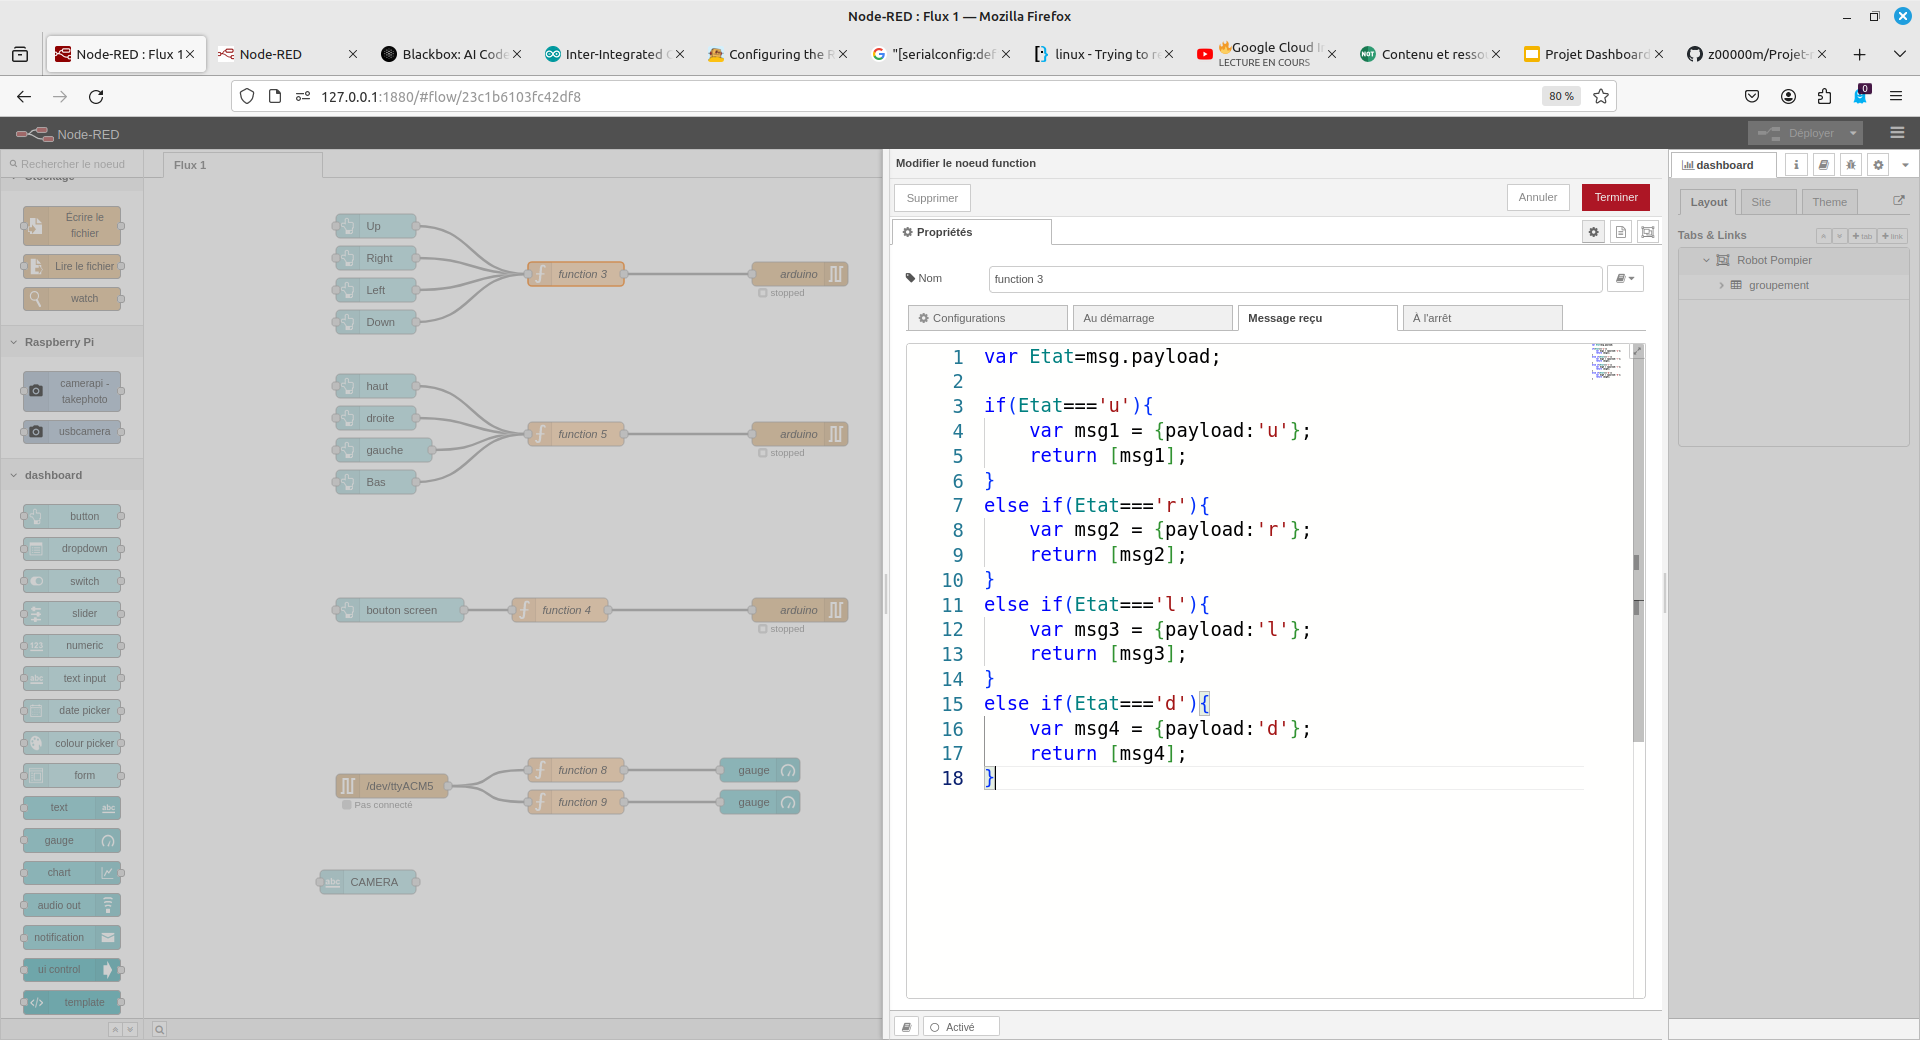 Node-RED : Flux 1 — Mozilla Firefox
Node-RED : Flux 1
Node-RED
Blackbox: AI Code
Inter-Integrated C
Configuring the R
"[serialconfig:def
linux - Trying to re
🔥Google Cloud I
LECTURE EN COURS
Contenu et resso
Projet Dashboard
z00000m/Projet-
127.0.0.1:1880/#flow/23c1b6103fc42df8
80 %
0
Node-RED
Déployer
Rechercher le noeud
Stockage
Écrire le
fichier
Lire le fichier
watch
Raspberry Pi
camerapi -
takephoto
usbcamera
dashboard
button
dropdown
switch
slider
123
numeric
abc
text input
date picker
colour picker
form
text
abc
gauge
chart
audio out
notification
ui control
template
Flux 1
Up
Right
Left
Down
function 3
arduino
stopped
haut
droite
gauche
Bas
function 5
arduino
stopped
bouton screen
function 4
arduino
stopped
/dev/ttyACM5
Pas connecté
function 8
gauge
function 9
gauge
abc
CAMERA
Modifier le noeud function
Supprimer
Annuler
Terminer
Propriétés
Nom
function 3
Configurations
Au démarrage
Message reçu
À l'arrêt
1 var Etat=msg.payload;
2
3 if(Etat==='u'){
4     var msg1 = {payload:'u'};
5     return [msg1];
6 }
7 else if(Etat==='r'){
8     var msg2 = {payload:'r'};
9     return [msg2];
10 }
11 else if(Etat==='l'){
12     var msg3 = {payload:'l'};
13     return [msg3];
14 }
15 else if(Etat==='d'){
16     var msg4 = {payload:'d'};
17     return [msg4];
18 }
Activé
dashboard
i
Layout
Site
Theme
Tabs & Links
+ tab
+ link
Robot Pompier
groupement